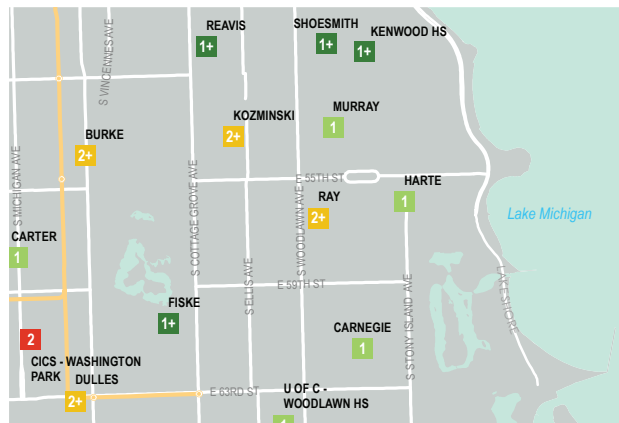 REAVIS
SHOESMITH
KENWOOD HS
1+
1+
1+
S VINCENNES AVE
KOZMINSKI
MURRAY
2+
1
BURKE
2+
S MICHIGAN AVE
E 55TH ST
HARTE
1
RAY
2+
S COTTAGE GROVE AVE
S WOODLAWN AVE
Lake Michigan
CARTER
1
S ELLIS AVE
E 59TH ST
S STONY ISLAND AVE
LAKE SHORE
FISKE
1+
CARNEGIE
1
2
CICS - WASHINGTON
PARK
DULLES
2+
E 63RD ST
U OF C -
WOODLAWN HS
1